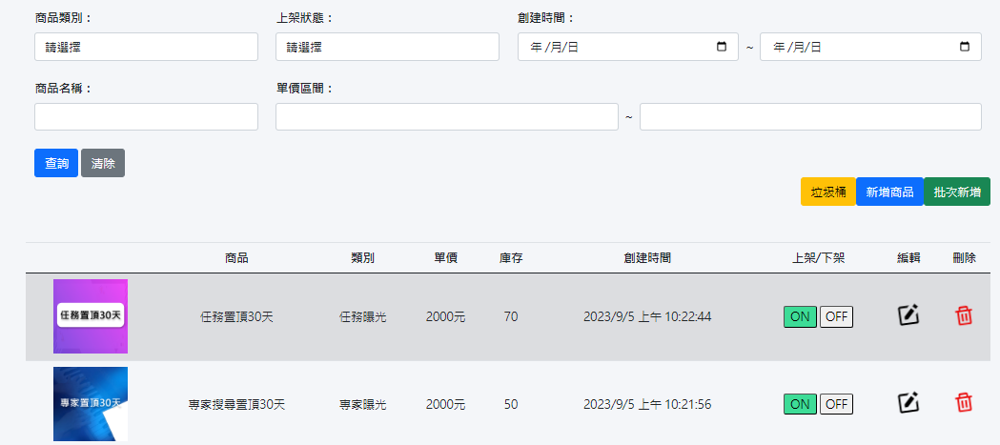 商品類別： 上架狀態： 創建時間：
請選擇 請選擇 年 /月/日 ~ 年 /月/日
商品名稱： 單價區間：
~
查詢 清除
垃圾桶 新增商品 批次新增
商品 類別 單價 庫存 創建時間 上架/下架 編輯 刪除
任務置頂30天 任務置頂30天 任務曝光 2000元 70 2023/9/5 上午 10:22:44 ON OFF
專家置頂30天 專家搜尋置頂30天 專家曝光 2000元 50 2023/9/5 上午 10:21:56 ON OFF